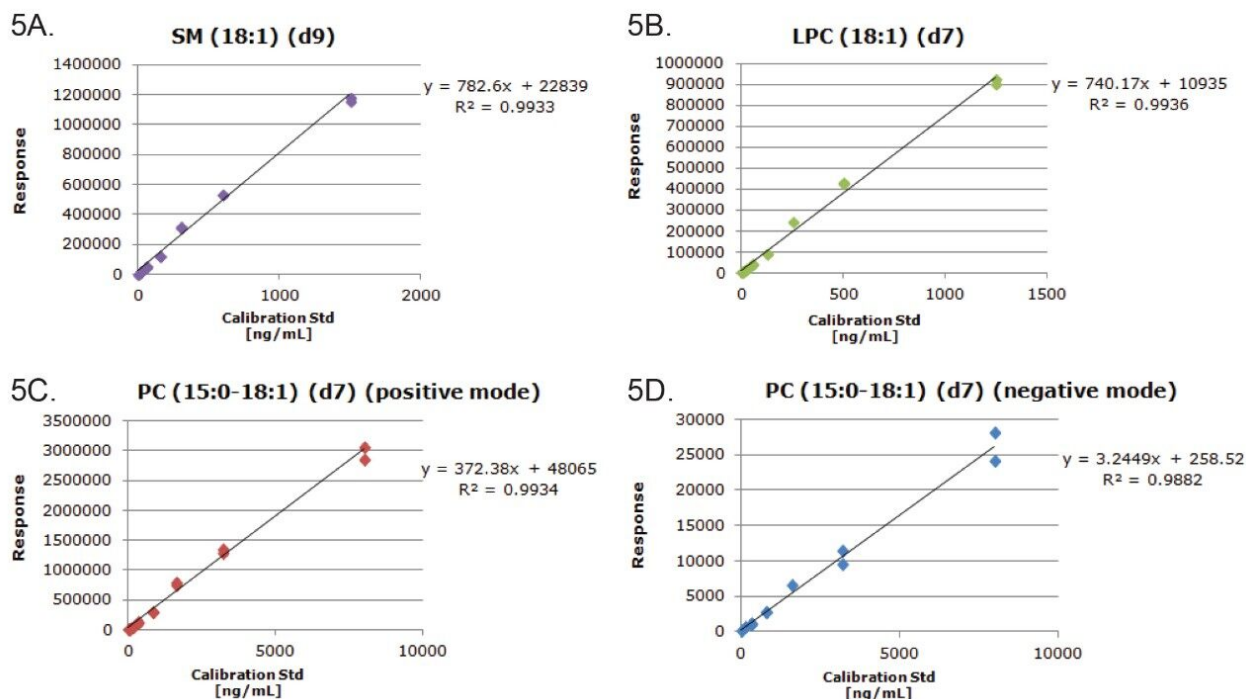 5A.
SM (18:1) (d9)
1400000
1200000
1000000
800000
600000
400000
200000
0
Response
y = 782.6x + 22839
R² = 0.9933
0
1000
2000
Calibration Std
[ng/mL]
5B.
LPC (18:1) (d7)
1000000
900000
800000
700000
600000
500000
400000
300000
200000
100000
0
Response
y = 740.17x + 10935
R² = 0.9936
0
500
1000
1500
Calibration Std
[ng/mL]
5C.
PC (15:0-18:1) (d7) (positive mode)
3500000
3000000
2500000
2000000
1500000
1000000
500000
0
Response
y = 372.38x + 48065
R² = 0.9934
0
5000
10000
Calibration Std
[ng/mL]
5D.
PC (15:0-18:1) (d7) (negative mode)
30000
25000
20000
15000
10000
5000
0
Response
y = 3.2449x + 258.52
R² = 0.9882
0
5000
10000
Calibration Std
[ng/mL]